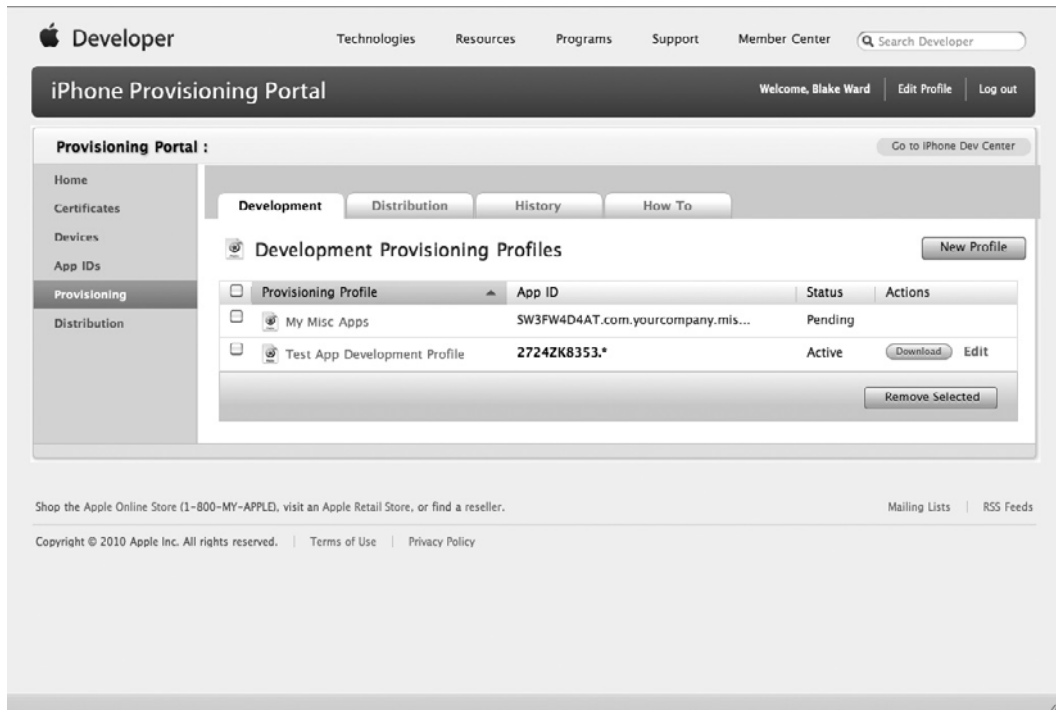 Developer Technologies Resources Programs Support Member Center Search Developer
iPhone Provisioning Portal Welcome, Blake Ward Edit Profile Log out
Provisioning Portal : Go to iPhone Dev Center
Home
Certificates
Devices
App IDs
Provisioning
Distribution
Development Distribution History How To
Development Provisioning Profiles New Profile
Provisioning Profile App ID Status Actions
My Misc Apps SW3FW4D4AT.com.yourcompany.mis... Pending
Test App Development Profile 2724ZK8353.* Active Download Edit
Remove Selected
Shop the Apple Online Store (1-800-MY-APPLE), visit an Apple Retail Store, or find a reseller. Mailing Lists RSS Feeds
Copyright © 2010 Apple Inc. All rights reserved. Terms of Use Privacy Policy